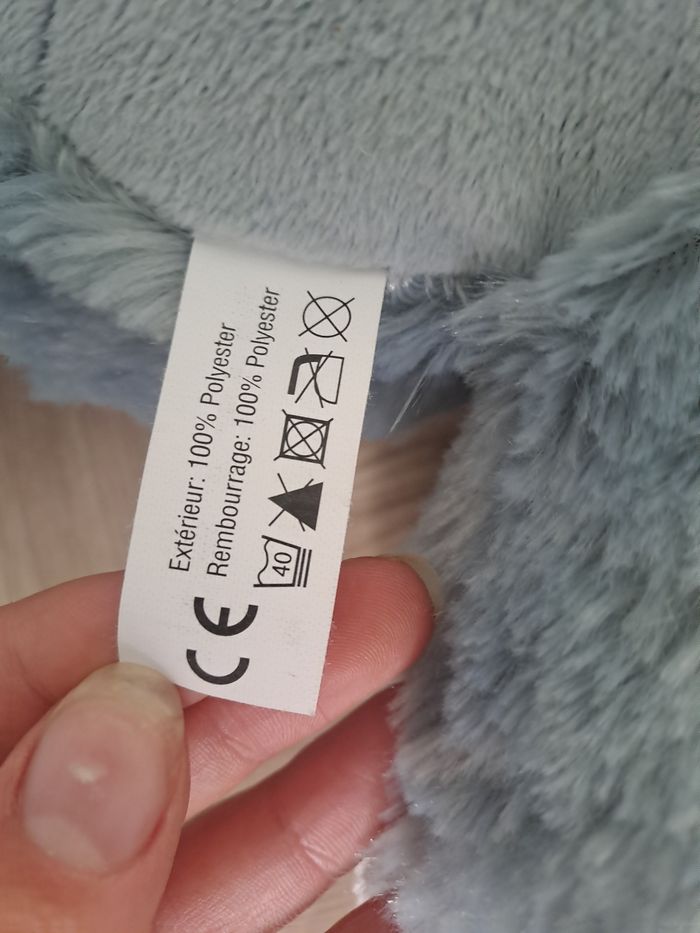 Extérieur: 100% Polyester
Rembourrage: 100% Polyester
40
CE